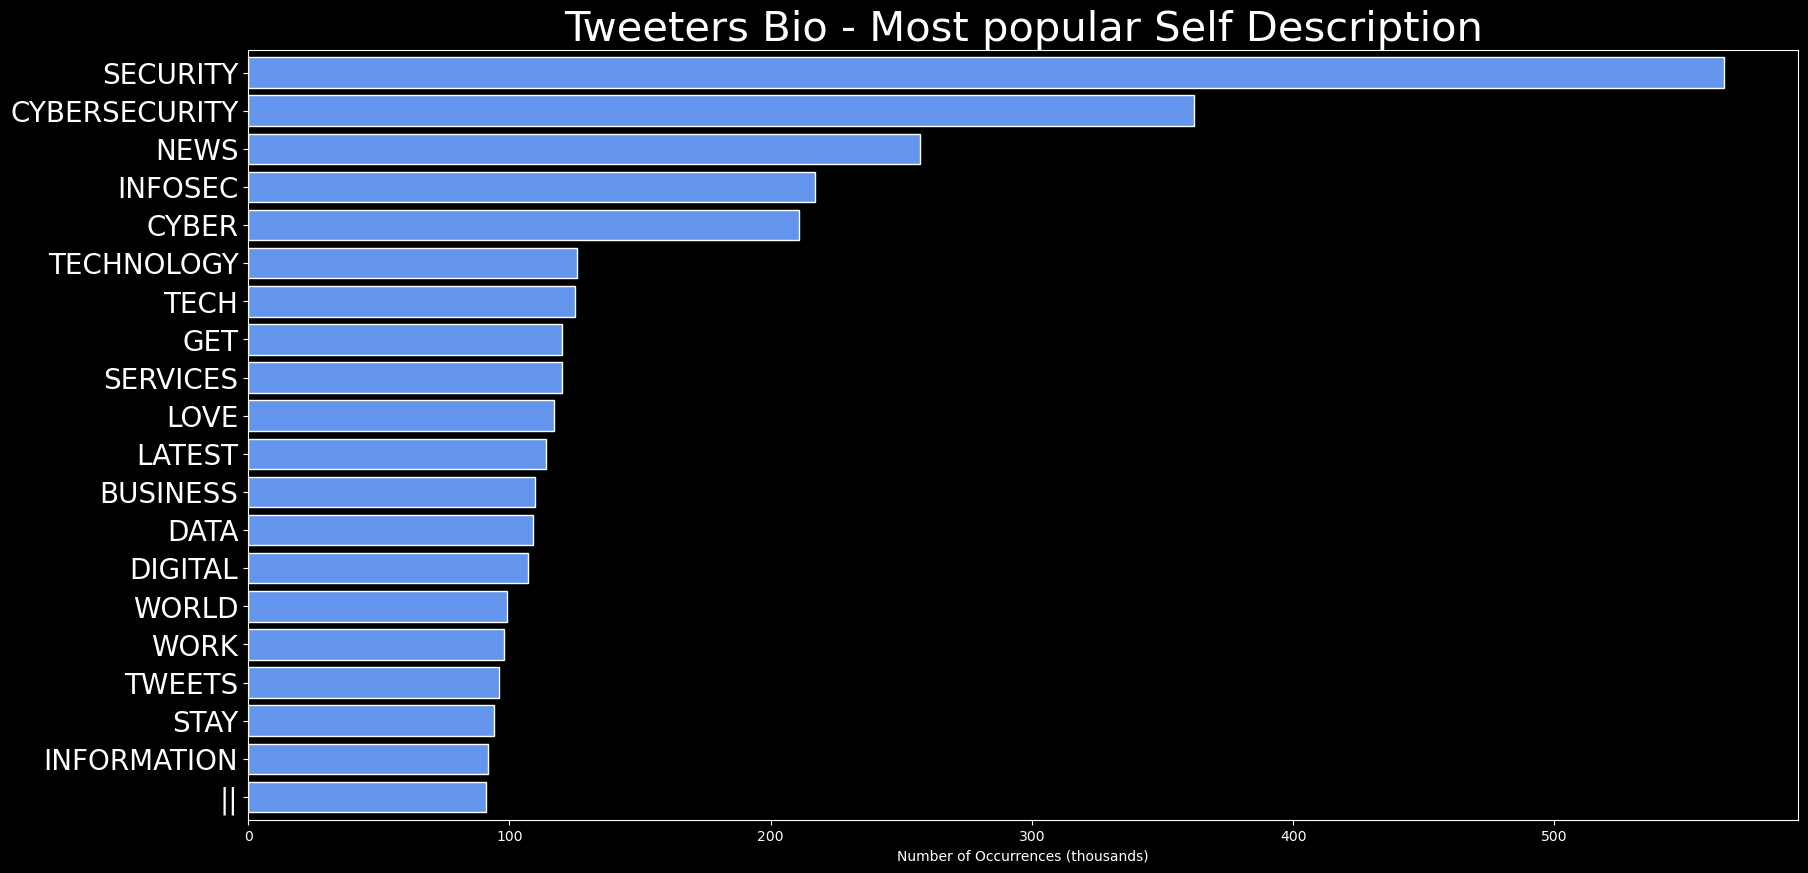 Tweeters Bio - Most popular Self Description
SECURITY
CYBERSECURITY
NEWS
INFOSEC
CYBER
TECHNOLOGY
TECH
GET
SERVICES
LOVE
LATEST
BUSINESS
DATA
DIGITAL
WORLD
WORK
TWEETS
STAY
INFORMATION
||
0 100 200 300 400 500
Number of Occurrences (thousands)